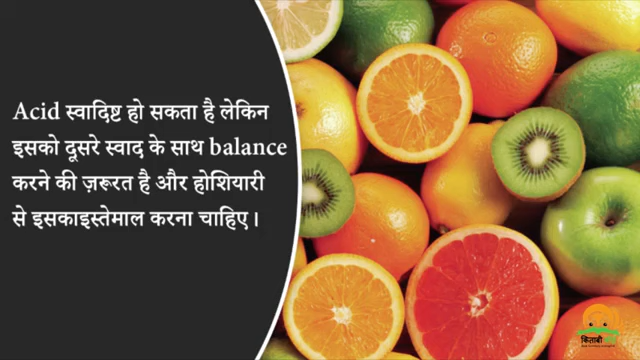 Acid स्वादिष्ट हो सकता है लेकिन
इसको दूसरे स्वाद के साथ balance
करने की ज़रूरत है और होशियारी
से इसकाइस्तेमाल करना चाहिए।
किताबी